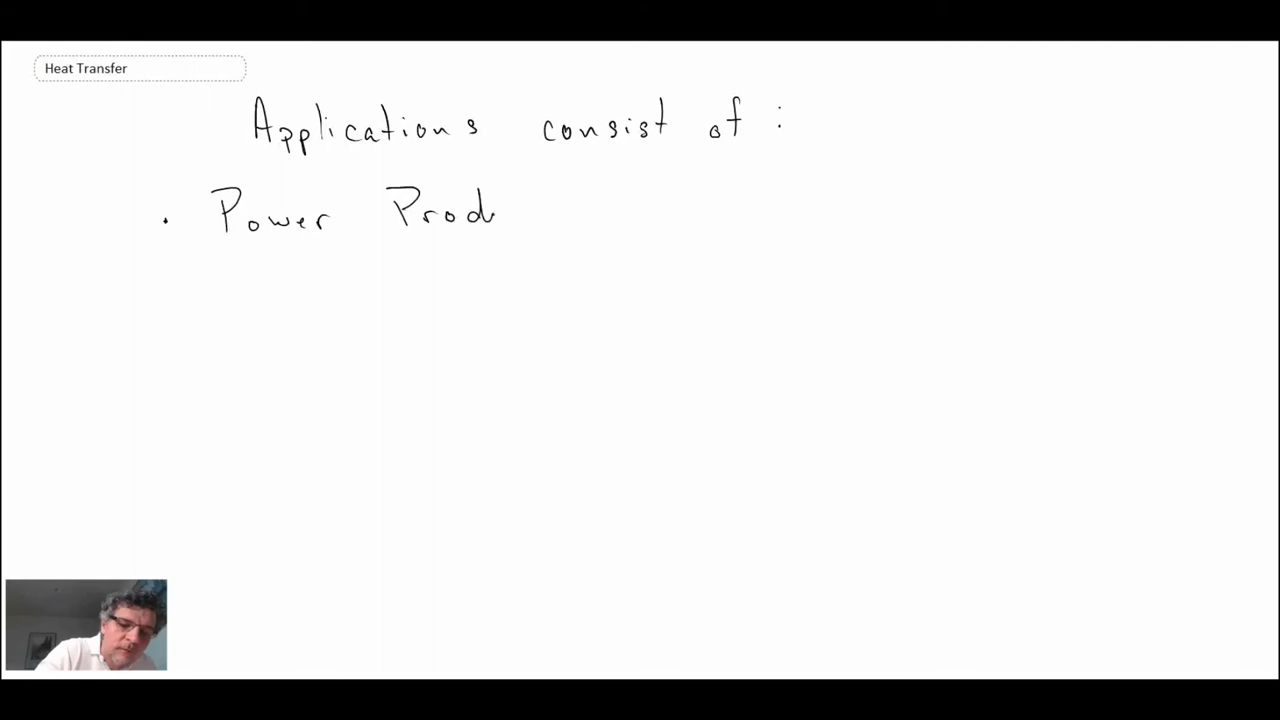 Heat Transfer
Applications consist of :
· Power Prod